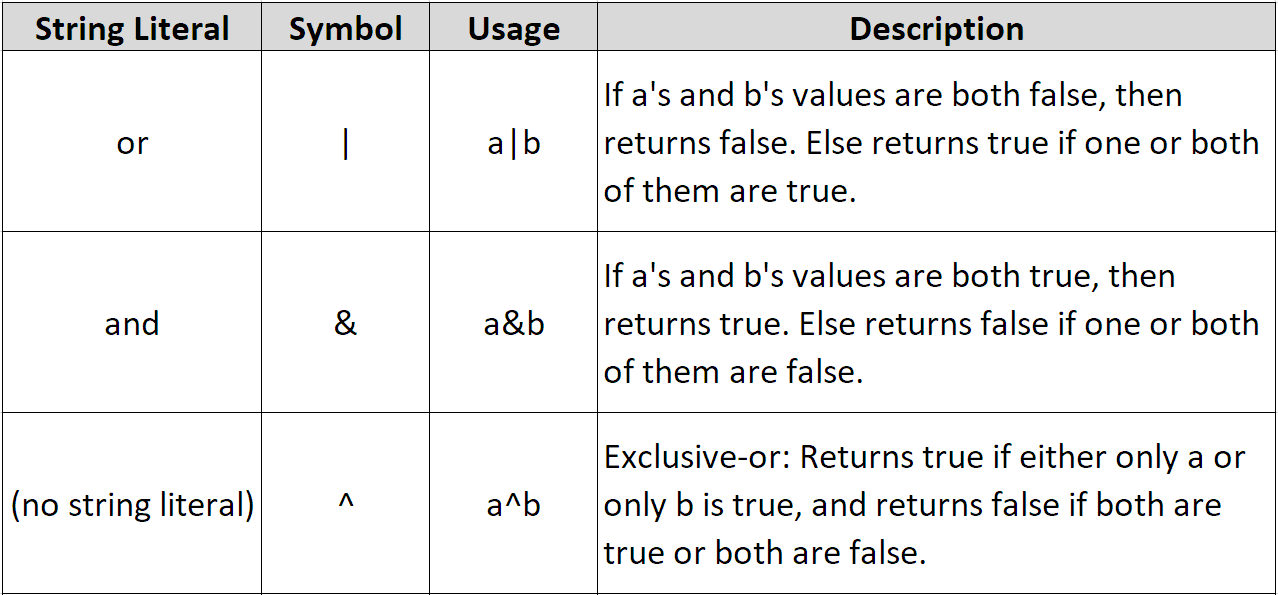 String Literal Symbol Usage Description
If a's and b's values are both false, then
or | a|b returns false. Else returns true if one or both
of them are true.
If a's and b's values are both true, then
and & a&b returns true. Else returns false if one or both
of them are false.
Exclusive-or: Returns true if either only a or
(no string literal) ^ a^b only b is true, and returns false if both are
true or both are false.